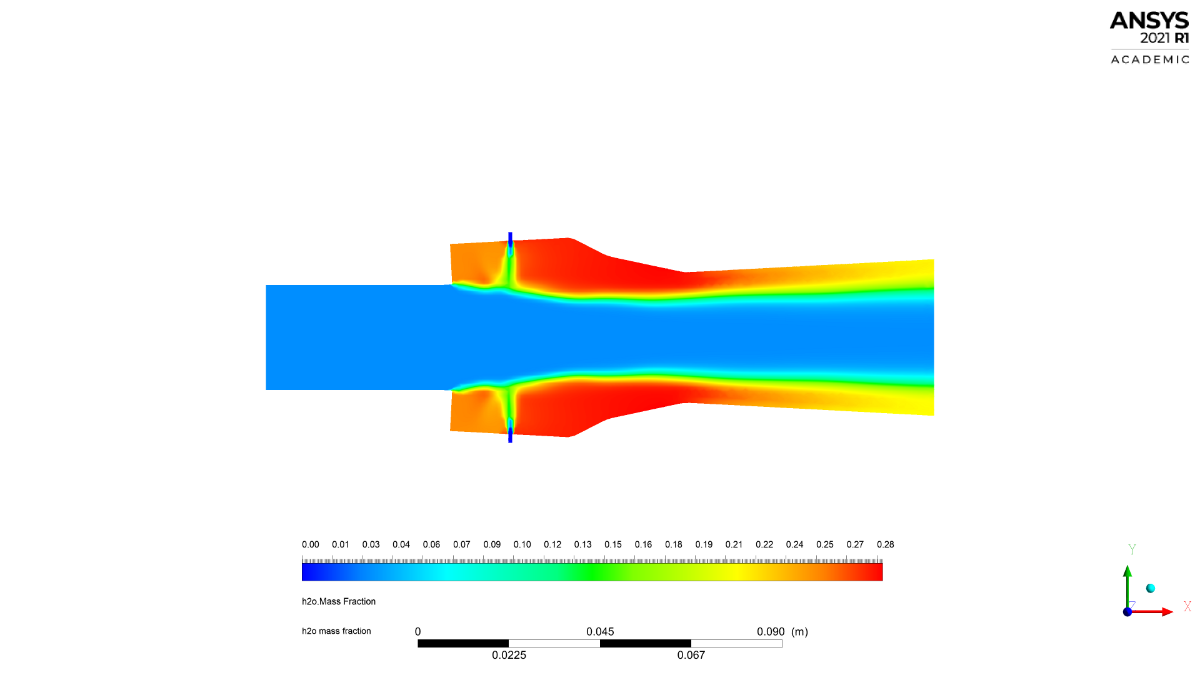 ANSYS
2021 R1
ACADEMIC
0.00 0.01 0.03 0.04 0.06 0.07 0.09 0.10 0.12 0.13 0.15 0.16 0.18 0.19 0.21 0.22 0.24 0.25 0.27 0.28
h2o.Mass Fraction
h2o mass fraction
0 0.045 0.090 (m)
0.0225 0.067
Y
Z X